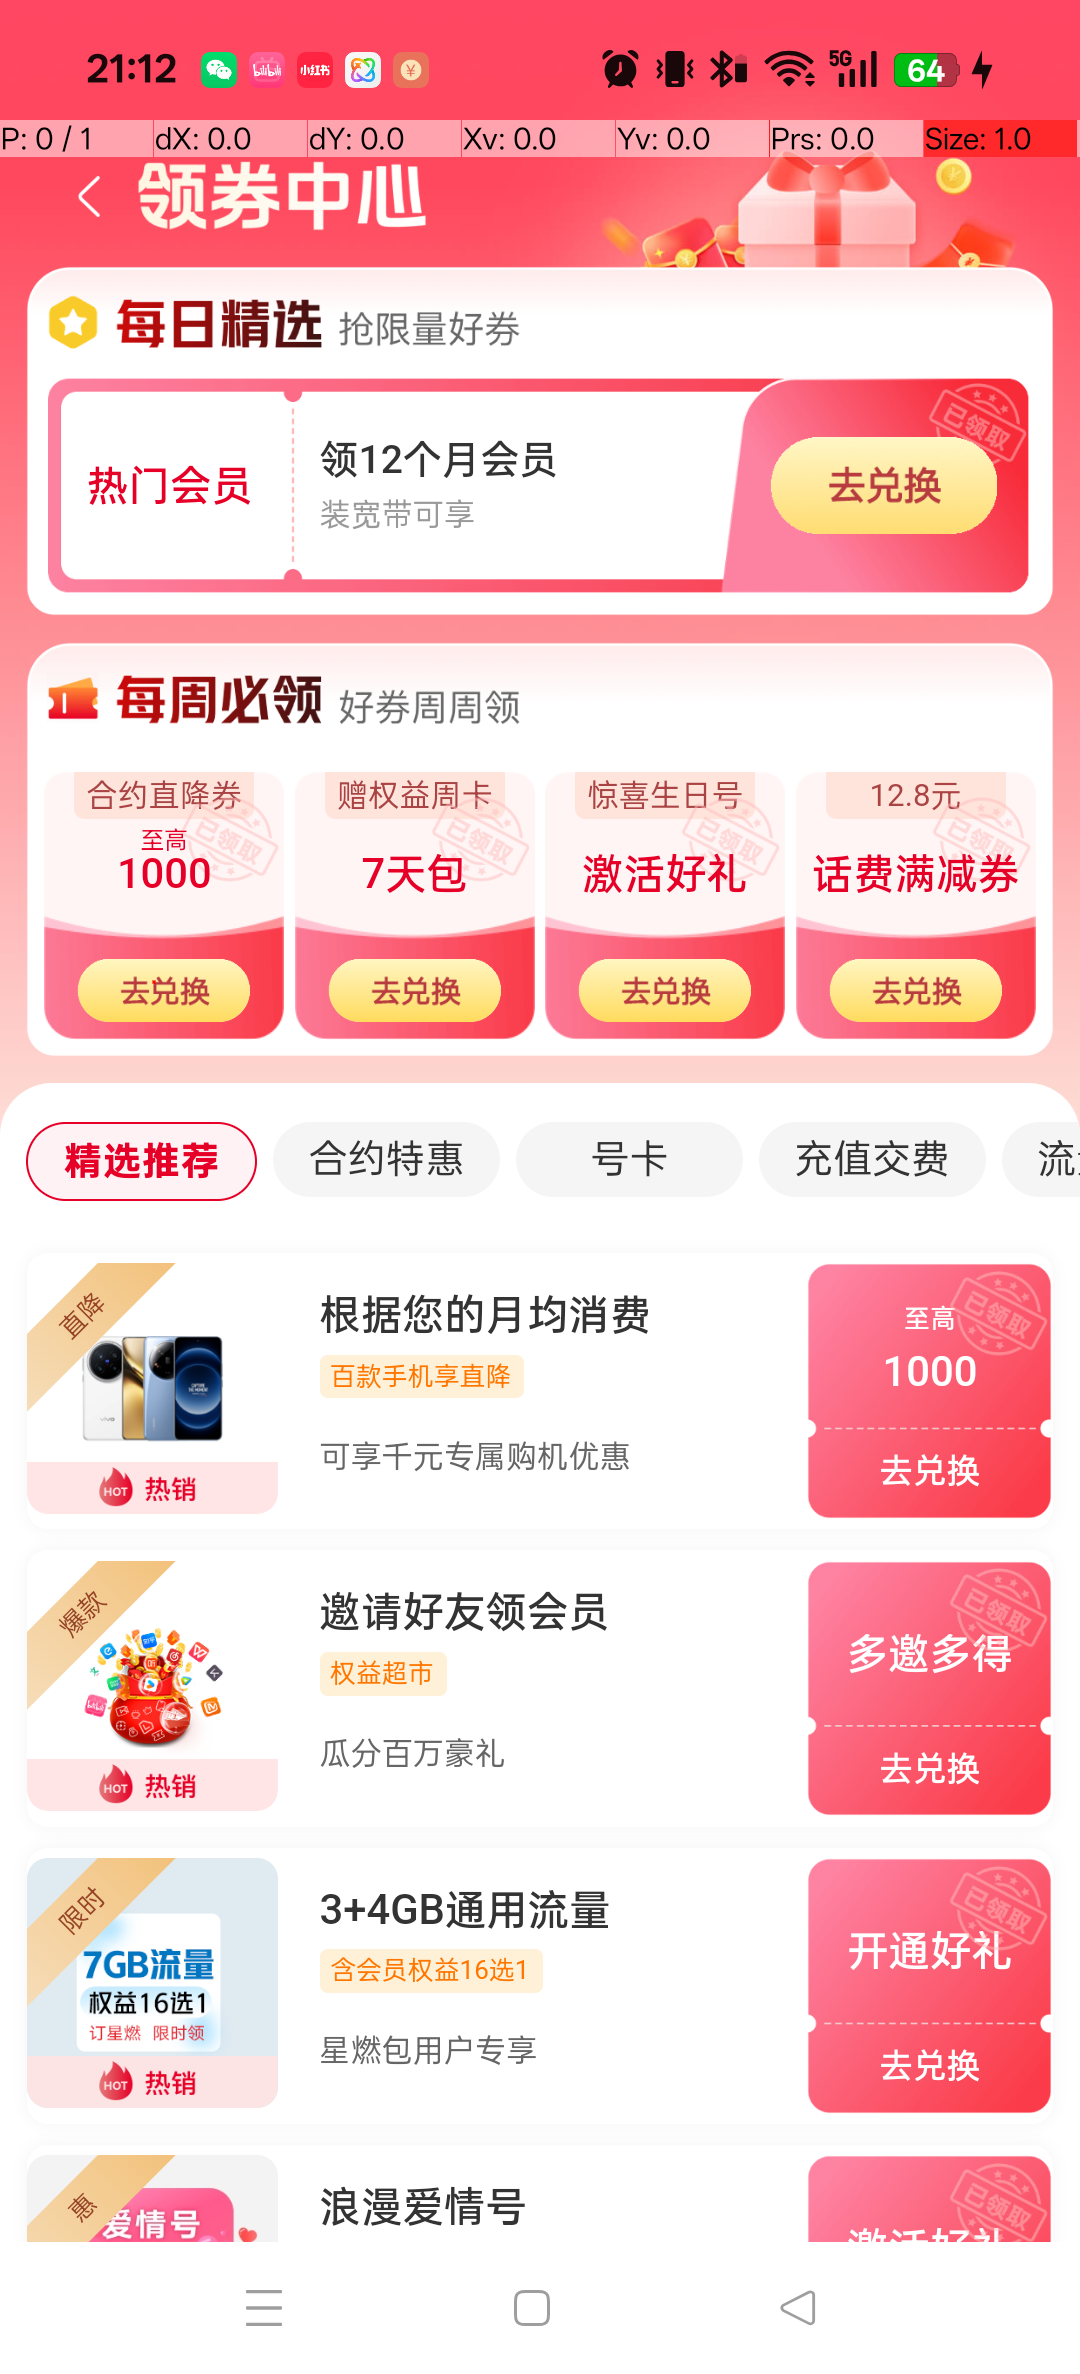 21:12
bilibili
小红书
5G
64
P: 0 / 1
dX: 0.0
dY: 0.0
Xv: 0.0
Yv: 0.0
Prs: 0.0
Size: 1.0
领券中心
每日精选 抢限量好券
热门会员
领12个月会员
装宽带可享
已领取
去兑换
每周必领 好券周周领
合约直降券
至高
1000
已领取
去兑换
赠权益周卡
7天包
已领取
去兑换
惊喜生日号
激活好礼
已领取
去兑换
12.8元
话费满减券
已领取
去兑换
精选推荐
合约特惠
号卡
充值交费
直降
vivo
HOT 热销
根据您的月均消费
百款手机享直降
可享千元专属购机优惠
已领取
至高
1000
去兑换
爆款
HOT 热销
邀请好友领会员
权益超市
瓜分百万豪礼
已领取
多邀多得
去兑换
限时
7GB流量
权益16选1
订星燃 限时领
HOT 热销
3+4GB通用流量
含会员权益16选1
星燃包用户专享
已领取
开通好礼
去兑换
惠
爱情号
浪漫爱情号
已领取
激活好礼